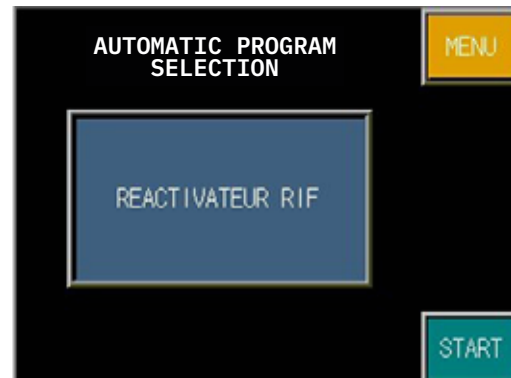 AUTOMATIC PROGRAM
SELECTION
MENU
REACTIVATEUR RIF
START